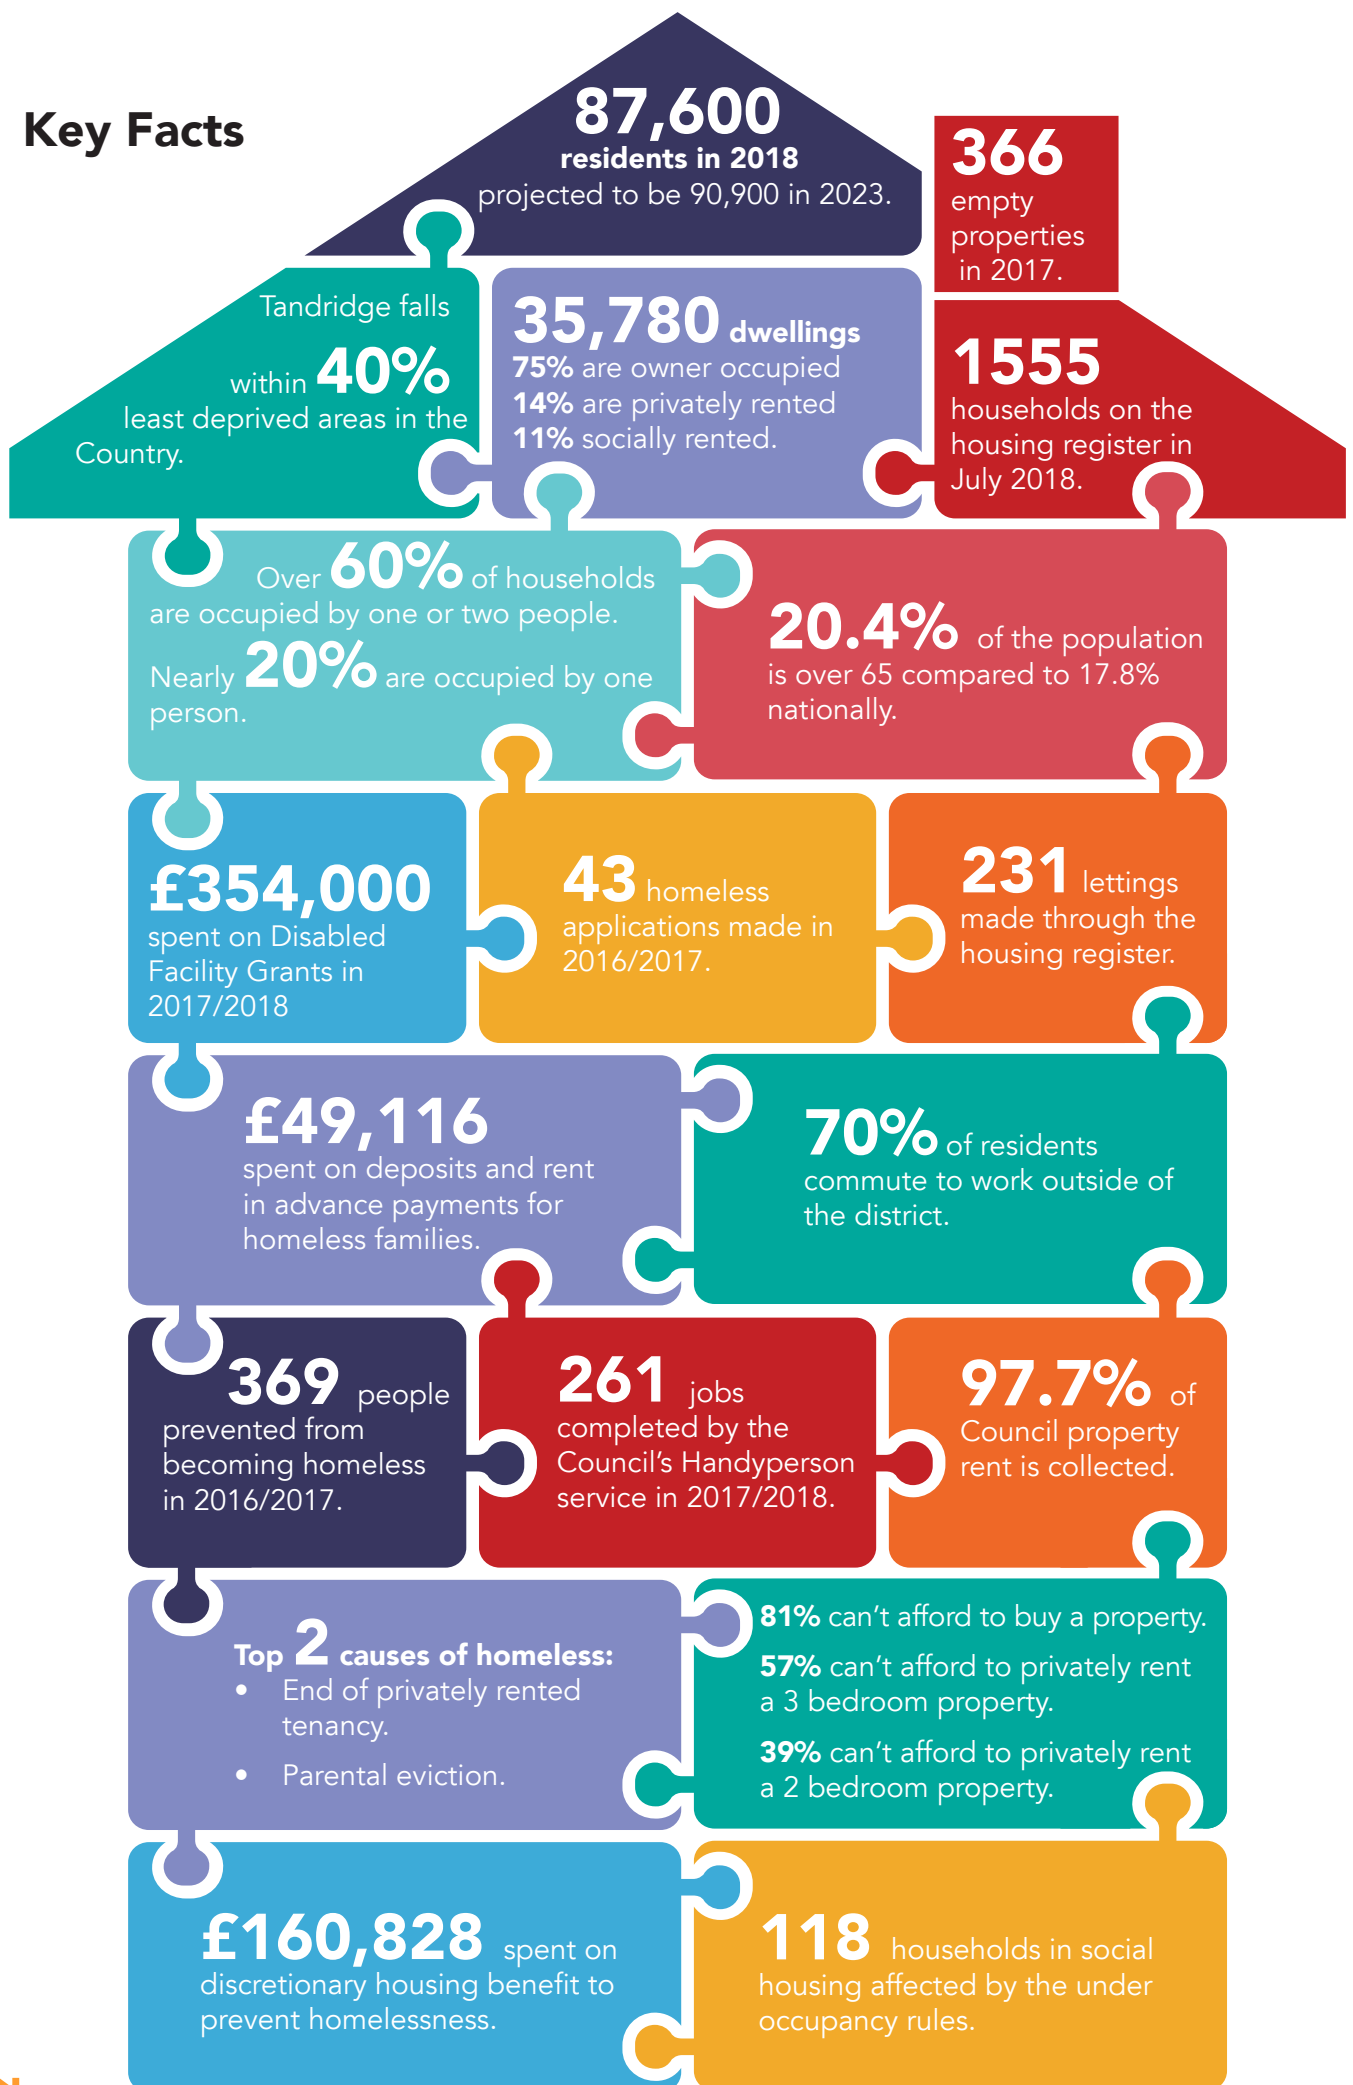 Key Facts
87,600
residents in 2018
projected to be 90,900 in 2023.
366
empty
properties
in 2017.
Tandridge falls
within 40%
least deprived areas in the
Country.
35,780 dwellings
75% are owner occupied
14% are privately rented
11% socially rented.
1555
households on the
housing register in
July 2018.
Over 60% of households
are occupied by one or two people.
Nearly 20% are occupied by one
person.
20.4% of the population
is over 65 compared to 17.8%
nationally.
£354,000
spent on Disabled
Facility Grants in
2017/2018
43 homeless
applications made in
2016/2017.
231 lettings
made through the
housing register.
£49,116
spent on deposits and rent
in advance payments for
homeless families.
70% of residents
commute to work outside of
the district.
369 people
prevented from
becoming homeless
in 2016/2017.
261 jobs
completed by the
Council's Handyperson
service in 2017/2018.
97.7% of
Council property
rent is collected.
Top 2 causes of homeless:
• End of privately rented
tenancy.
• Parental eviction.
81% can't afford to buy a property.
57% can't afford to privately rent
a 3 bedroom property.
39% can't afford to privately rent
a 2 bedroom property.
£160,828 spent on
discretionary housing benefit to
prevent homelessness.
118 households in social
housing affected by the under
occupancy rules.